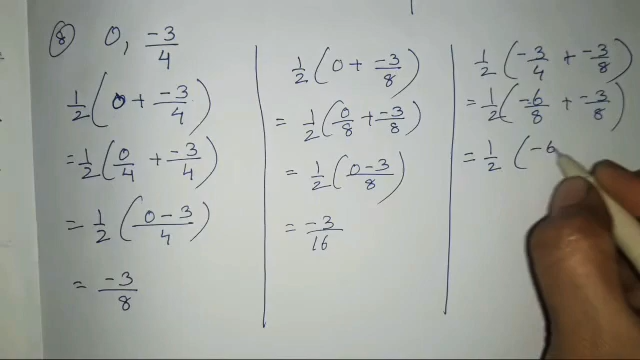 ⑧ 0, -3/4
1/2 (0 + -3/4)
= 1/2 (0/4 + -3/4)
= 1/2 (0-3/4)
= -3/8
1/2 (0 + -3/8)
= 1/2 (0/8 + -3/8)
= 1/2 (0-3/8)
= -3/16
1/2 (-3/4 + -3/8)
= 1/2 (-6/8 + -3/8)
= 1/2 (-6